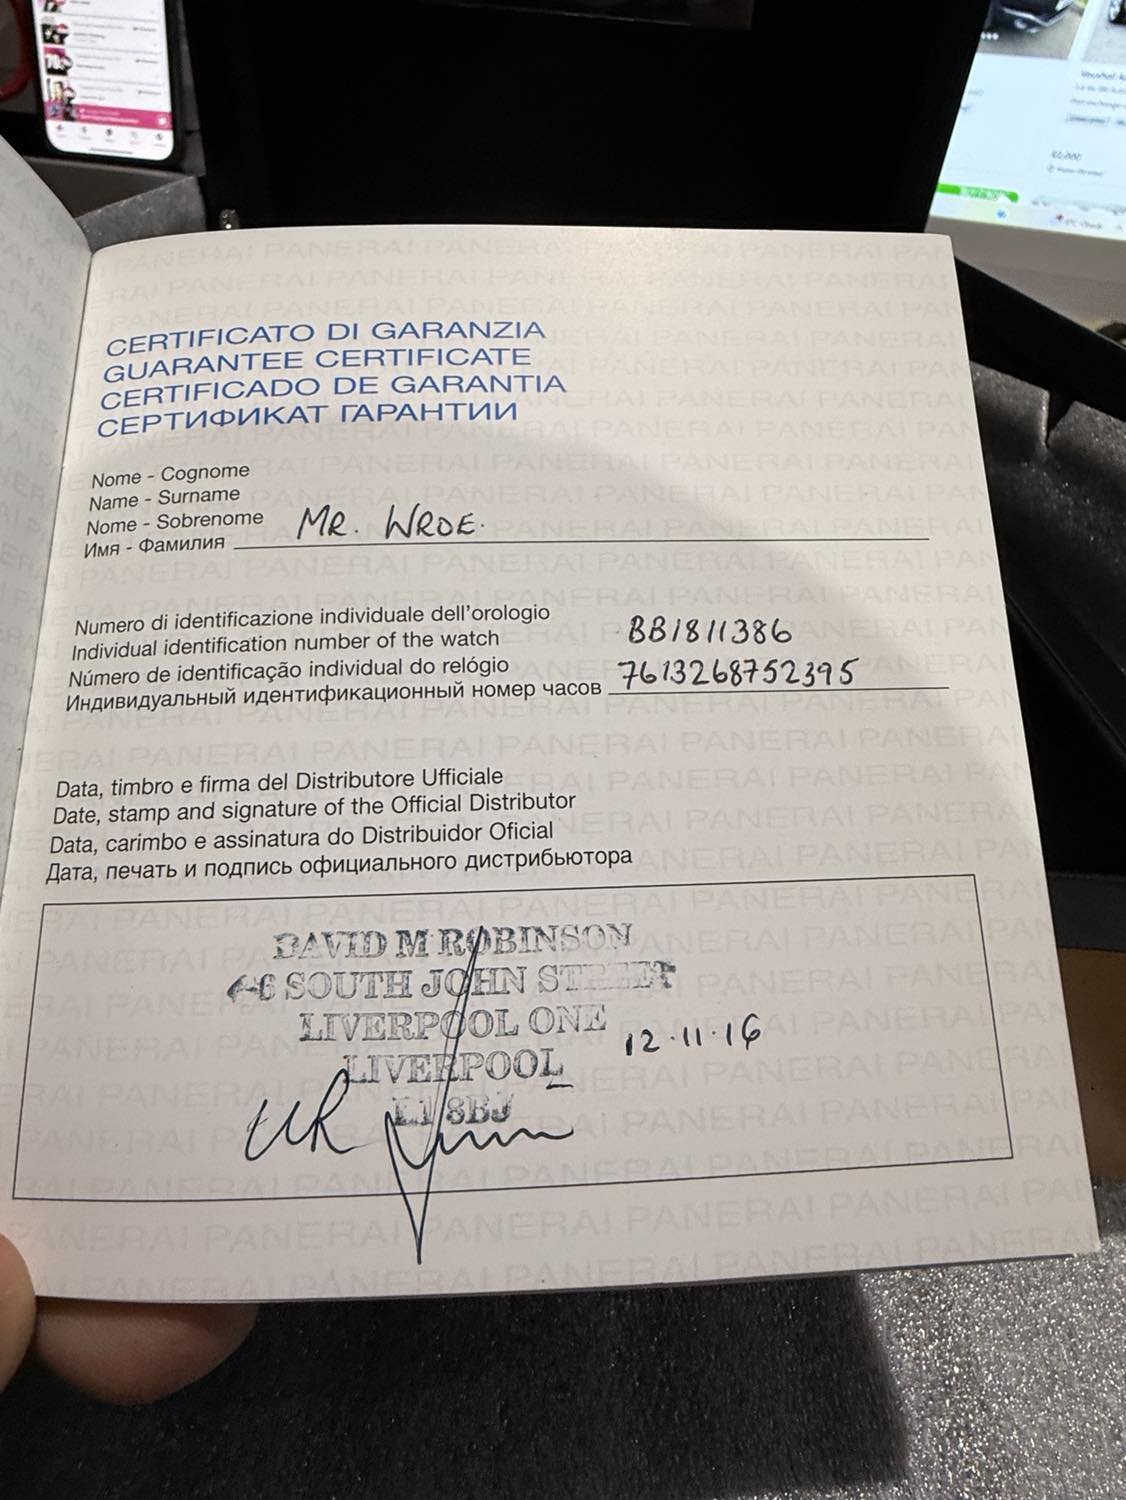 CERTIFICATO DI GARANZIA
GUARANTEE CERTIFICATE
CERTIFICADO DE GARANTIA
СЕРТИФИКАТ ГАРАНТИИ
Nome - Cognome
Name - Surname
Nome - Sobrenome
Имя - Фамилия MR. WROE.
Numero di identificazione individuale dell'orologio
Individual identification number of the watch BB1811386
Número de identificação individual do relógio
Индивидуальный идентификационный номер часов 7613268752395
Data, timbro e firma del Distributore Ufficiale
Date, stamp and signature of the Official Distributor
Data, carimbo e assinatura do Distribuidor Oficial
Дата, печать и подпись официального дистрибьютора
DAVID M ROBINSON
4-6 SOUTH JOHN STREET
LIVERPOOL ONE
12.11.16
LIVERPOOL
L1 8BJ